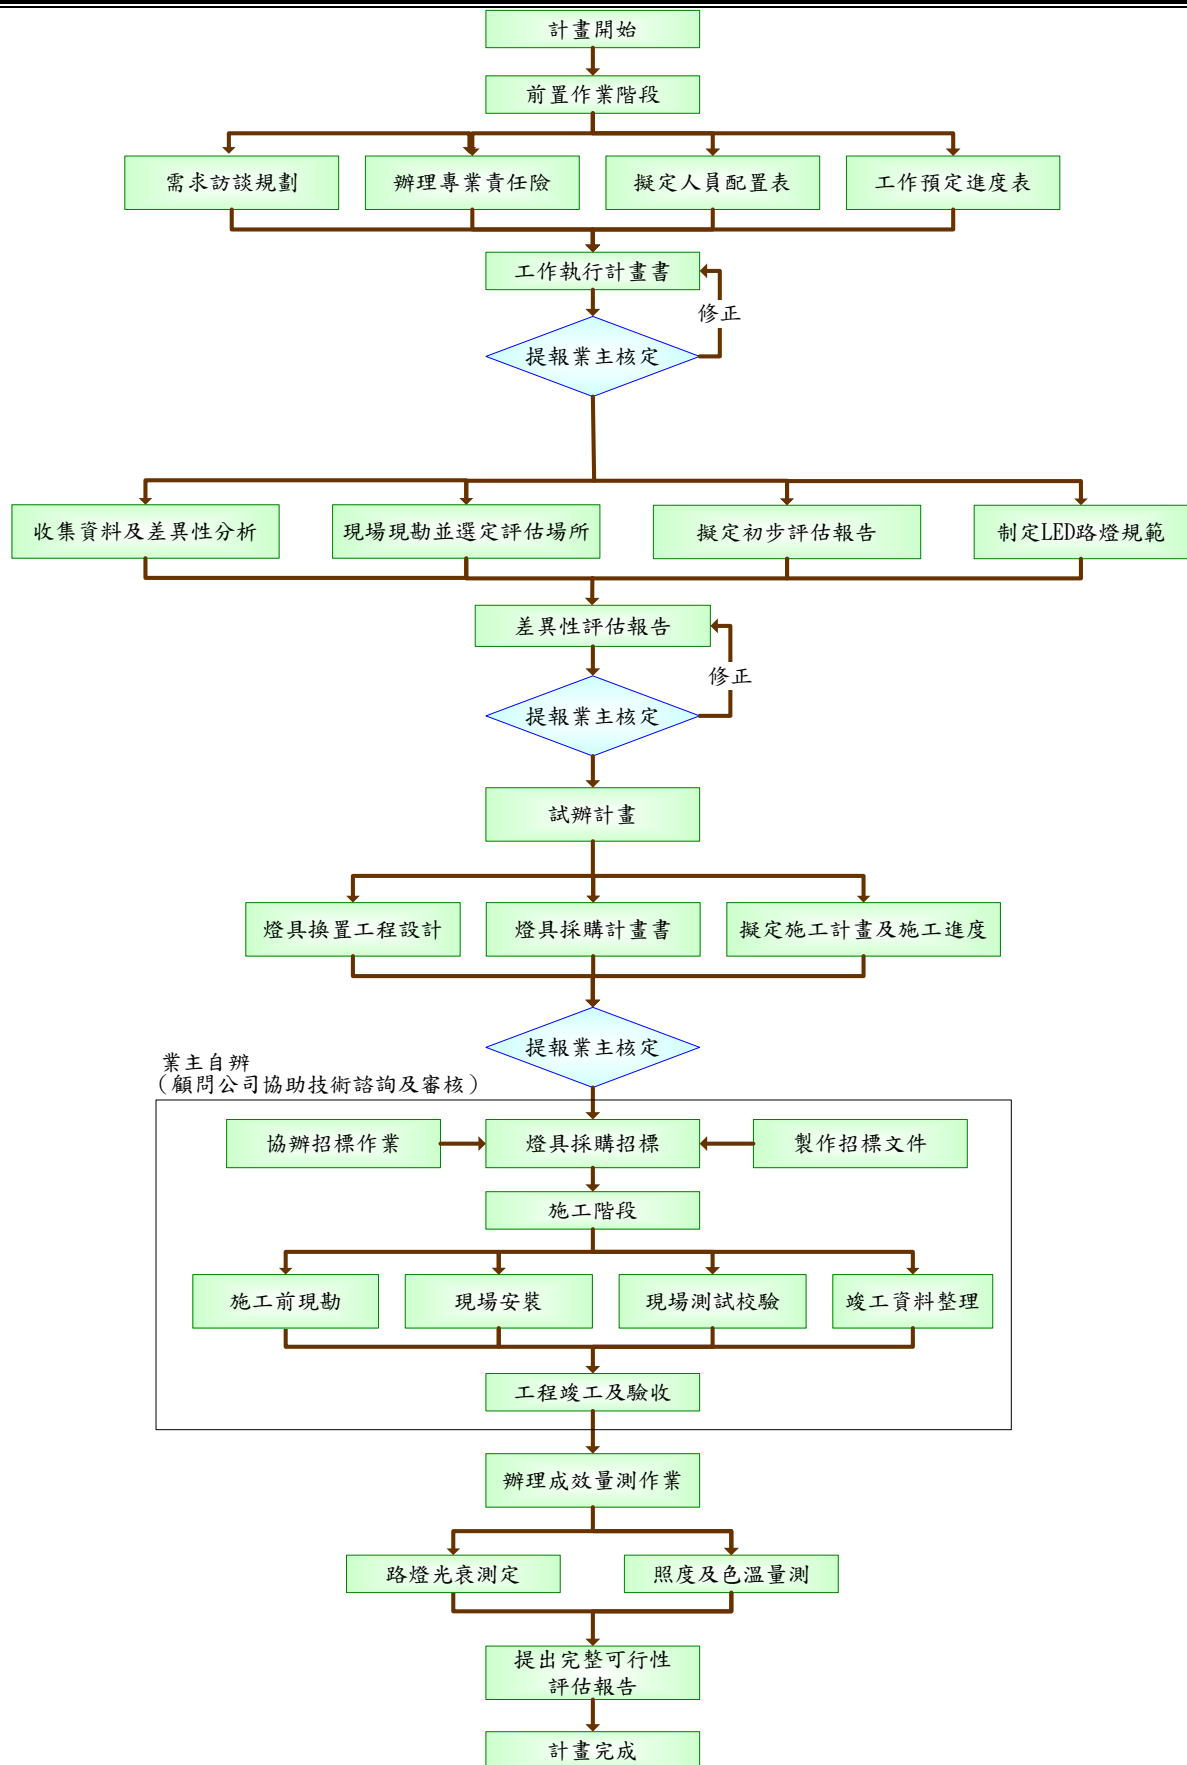 計畫開始
前置作業階段
需求訪談規劃
辦理專業責任險
擬定人員配置表
工作預定進度表
工作執行計畫書
修正
提報業主核定
收集資料及差異性分析
現場現勘並選定評估場所
擬定初步評估報告
制定LED路燈規範
差異性評估報告
修正
提報業主核定
試辦計畫
燈具換置工程設計
燈具採購計畫書
擬定施工計畫及施工進度
提報業主核定
業主自辦
（顧問公司協助技術諮詢及審核）
協辦招標作業
燈具採購招標
製作招標文件
施工階段
施工前現勘
現場安裝
現場測試校驗
竣工資料整理
工程竣工及驗收
辦理成效量測作業
路燈光衰測定
照度及色溫量測
提出完整可行性
評估報告
計畫完成